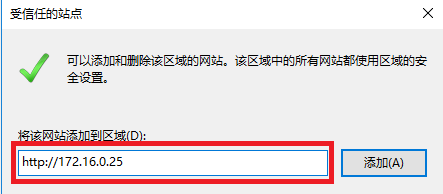 受信任的站点
可以添加和删除该区域的网站。该区域中的所有网站都使用区域的安
全设置。
将该网站添加到区域(D):
http://172.16.0.25
添加(A)